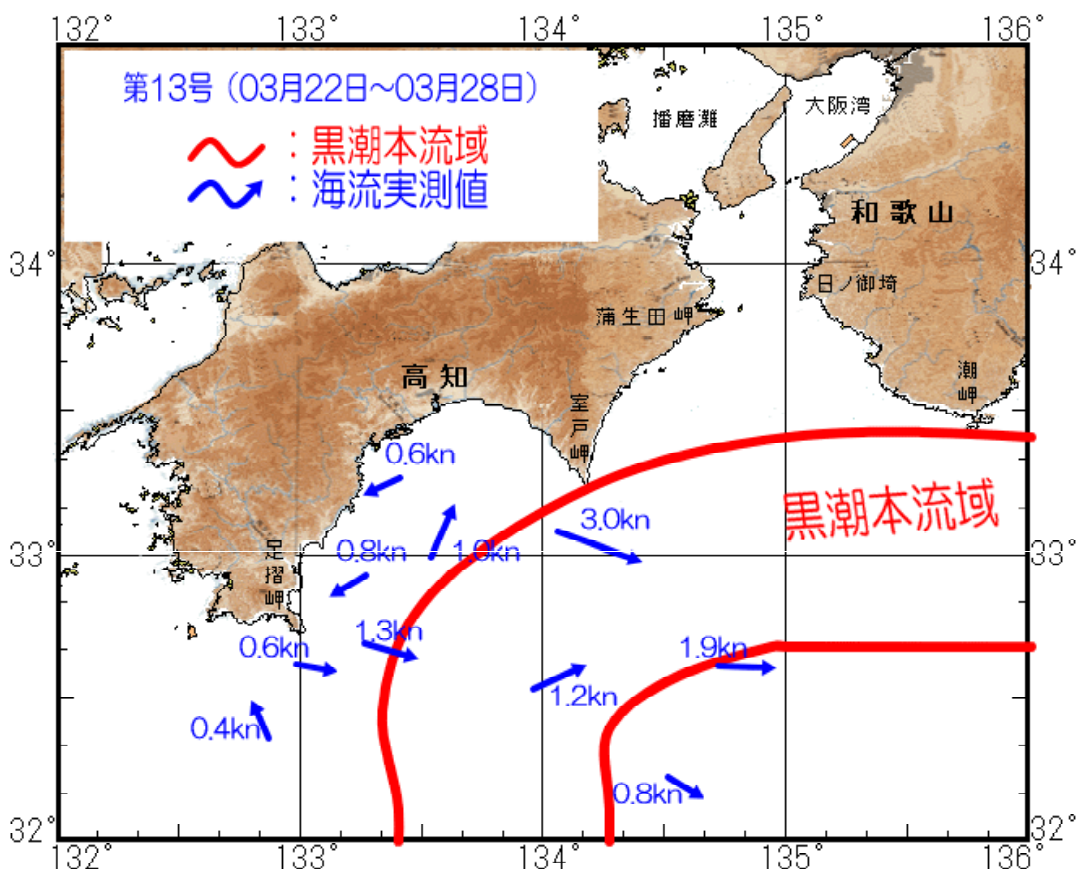 132° 133° 134° 135° 136°
第13号（03月22日～03月28日）
：黒潮本流域
：海流実測値
播磨灘
大阪湾
和歌山
34° 34°
日ノ御埼
蒲生田岬
潮岬
高知
室戸岬
0.6kn
黒潮本流域
3.0kn
33° 33°
0.8kn
1.0kn
足摺岬
1.3kn
0.6kn
1.9kn
1.2kn
0.4kn
0.8kn
32° 32°
132° 133° 134° 135° 136°